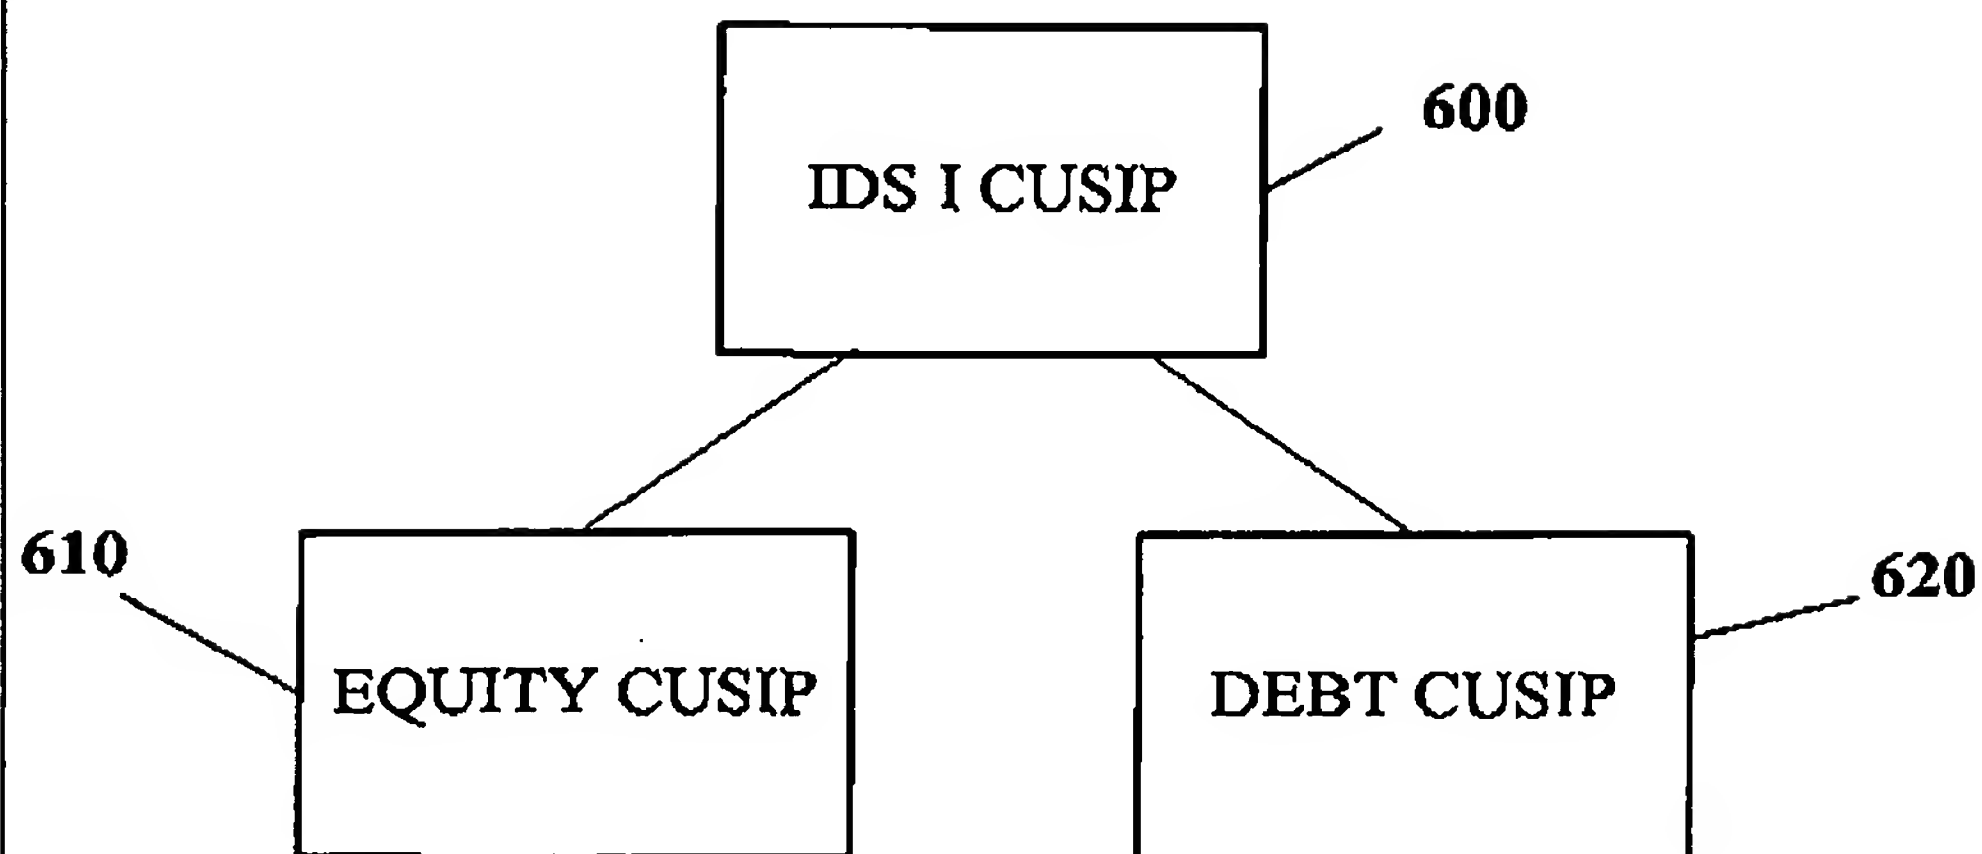 600
IDS I CUSIP
610
620
EQUITY CUSIP
DEBT CUSIP